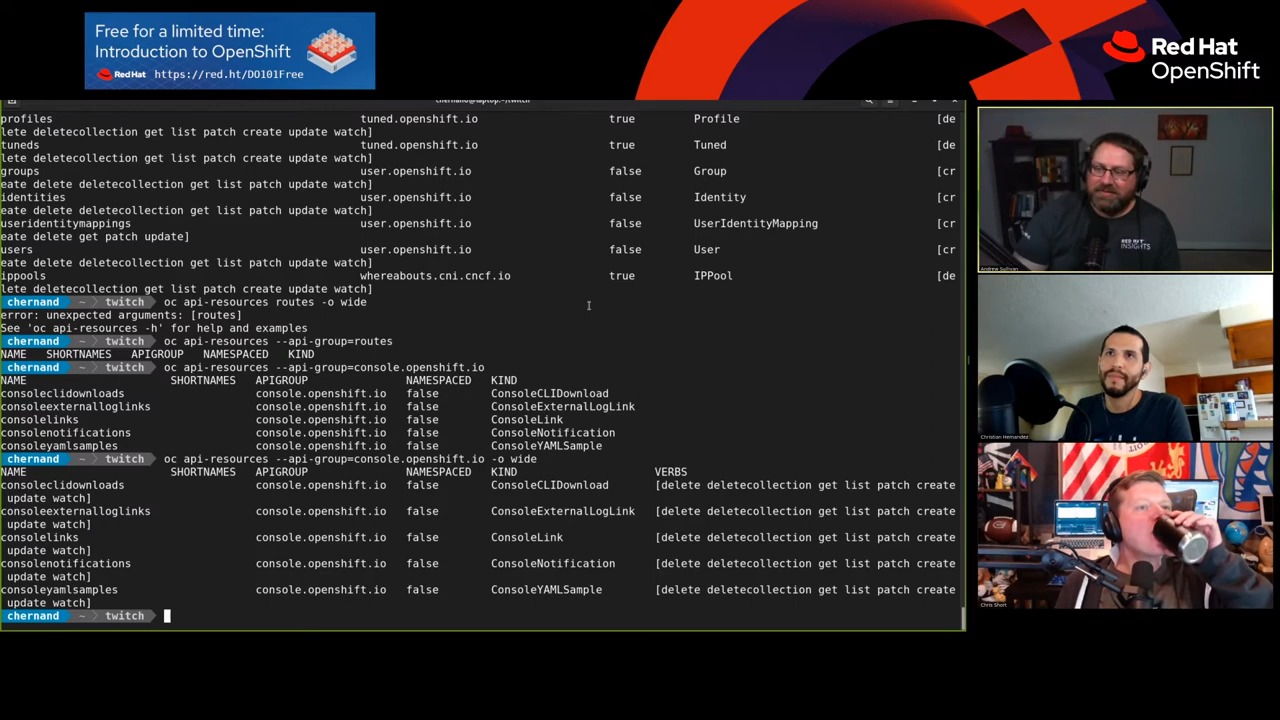 Free for a limited time:
Introduction to OpenShift
Red Hat https://red.ht/DO101Free
Red Hat
OpenShift
profiles tuned.openshift.io true Profile [de
lete deletecollection get list patch create update watch]
tuneds tuned.openshift.io true Tuned [de
lete deletecollection get list patch create update watch]
groups user.openshift.io false Group [cr
eate delete deletecollection get list patch update watch]
identities user.openshift.io false Identity [cr
eate delete deletecollection get list patch update watch]
useridentitymappings user.openshift.io false UserIdentityMapping [cr
eate delete get patch update]
users user.openshift.io false User [cr
eate delete deletecollection get list patch update watch]
ippools whereabouts.cni.cncf.io true IPPool [de
lete deletecollection get list patch create update watch]
chernand ~ twitch oc api-resources routes -o wide
error: unexpected arguments: [routes]
See 'oc api-resources -h' for help and examples
chernand ~ twitch oc api-resources --api-group=routes
NAME SHORTNAMES APIGROUP NAMESPACED KIND
chernand ~ twitch oc api-resources --api-group=console.openshift.io
NAME SHORTNAMES APIGROUP NAMESPACED KIND
consoleclidownloads console.openshift.io false ConsoleCLIDownload
consoleexternalloglinks console.openshift.io false ConsoleExternalLogLink
consolelinks console.openshift.io false ConsoleLink
consolenotifications console.openshift.io false ConsoleNotification
consoleyamlsamples console.openshift.io false ConsoleYAMLSample
chernand ~ twitch oc api-resources --api-group=console.openshift.io -o wide
NAME SHORTNAMES APIGROUP NAMESPACED KIND VERBS
consoleclidownloads console.openshift.io false ConsoleCLIDownload [delete deletecollection get list patch create
update watch]
consoleexternalloglinks console.openshift.io false ConsoleExternalLogLink [delete deletecollection get list patch create
update watch]
consolelinks console.openshift.io false ConsoleLink [delete deletecollection get list patch create
update watch]
consolenotifications console.openshift.io false ConsoleNotification [delete deletecollection get list patch create
update watch]
consoleyamlsamples console.openshift.io false ConsoleYAMLSample [delete deletecollection get list patch create
update watch]
chernand ~ twitch
RED HAT
INSIGHTS
Andrew Sullivan
Christian Hernandez
Chris Short